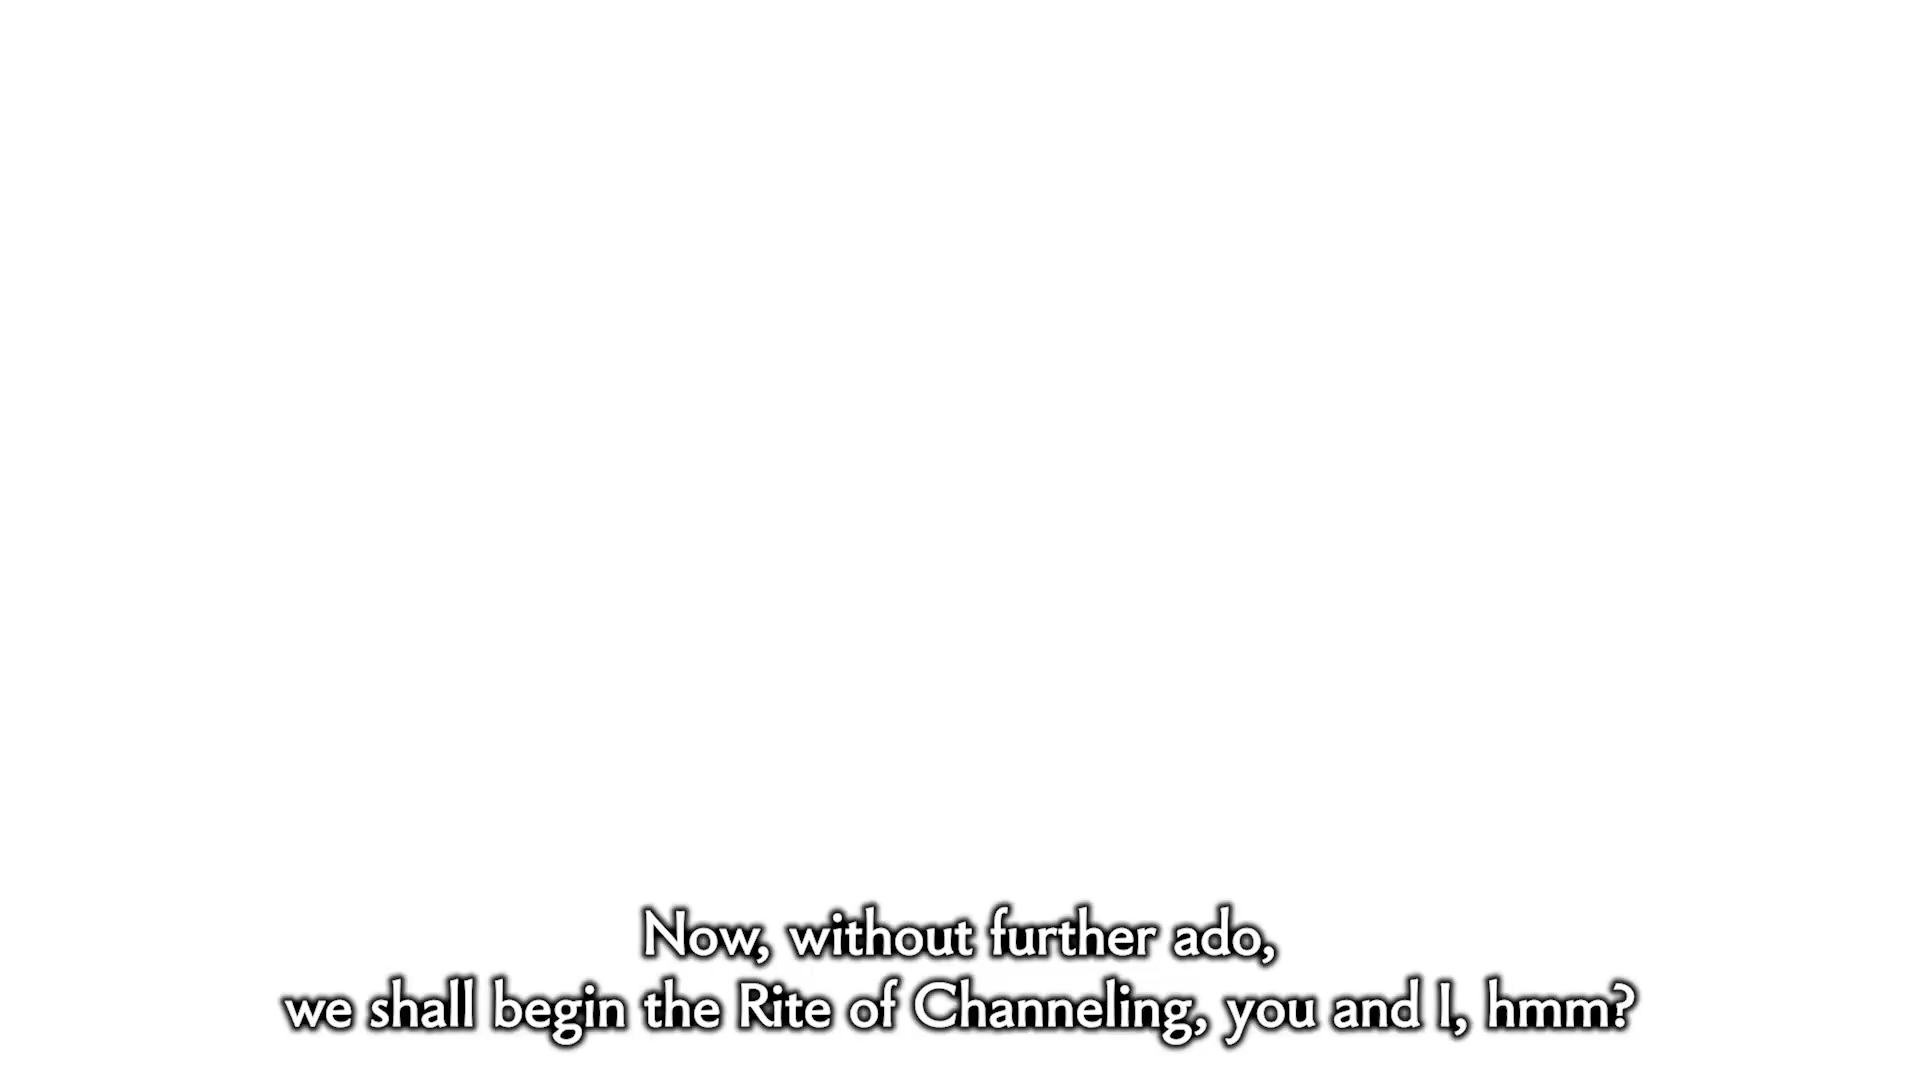 Now, without further ado,
we shall begin the Rite of Channeling, you and I, hmm?